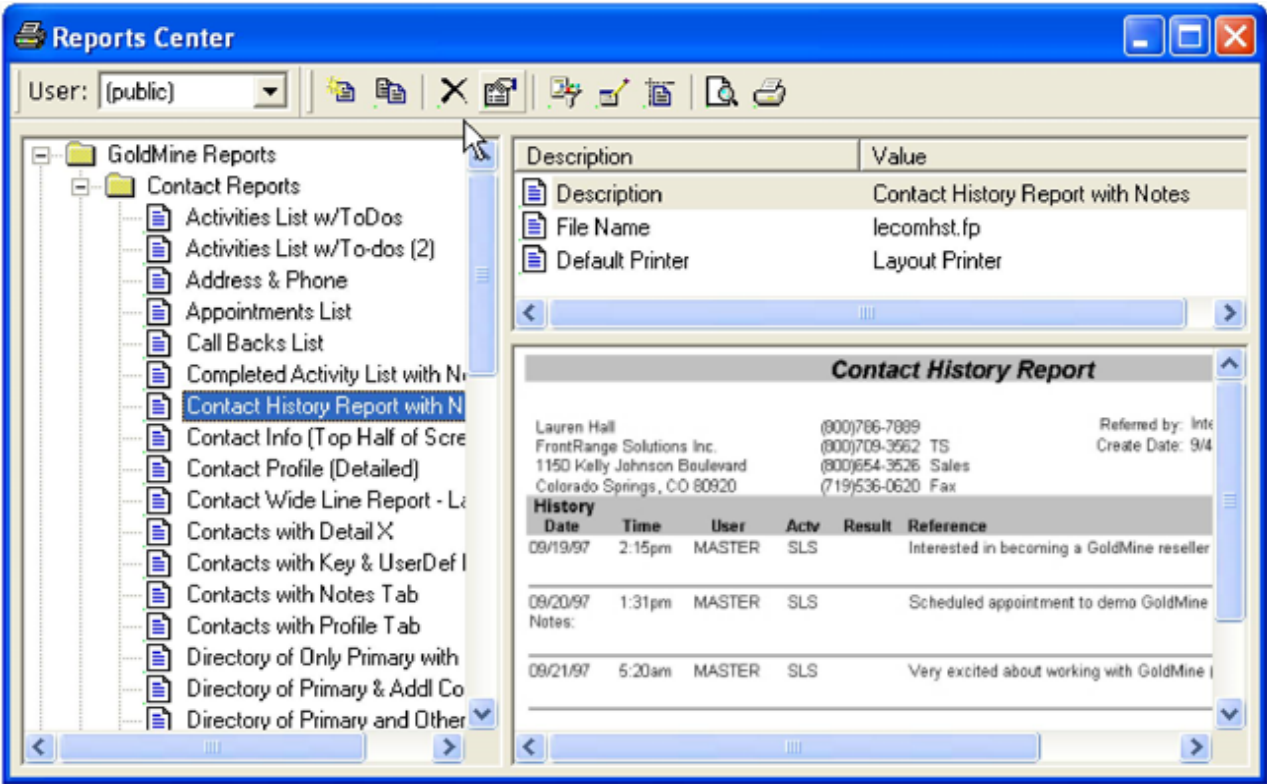 Reports Center
User: (public)
GoldMine Reports
Contact Reports
Activities List w/ToDos
Activities List w/To-dos (2)
Address & Phone
Appointments List
Call Backs List
Completed Activity List with N
Contact History Report with N
Contact Info (Top Half of Scre
Contact Profile (Detailed)
Contact Wide Line Report - La
Contacts with Detail X
Contacts with Key & UserDef
Contacts with Notes Tab
Contacts with Profile Tab
Directory of Only Primary with
Directory of Primary & Addl Co
Directory of Primary and Other
Description Value
Description Contact History Report with Notes
File Name lecomhst.fp
Default Printer Layout Printer
Contact History Report
Lauren Hall (800)786-7889 Referred by: Inte
FrontRange Solutions Inc. (800)709-3562 TS Create Date: 9/4
1150 Kelly Johnson Boulevard (800)654-3526 Sales
Colorado Springs, CO 80920 (719)536-0620 Fax
History
Date Time User Actv Result Reference
09/19/97 2:15pm MASTER SLS Interested in becoming a GoldMine reseller
09/20/97 1:31pm MASTER SLS Scheduled appointment to demo GoldMine
Notes:
09/21/97 5:20am MASTER SLS Very excited about working with GoldMine (